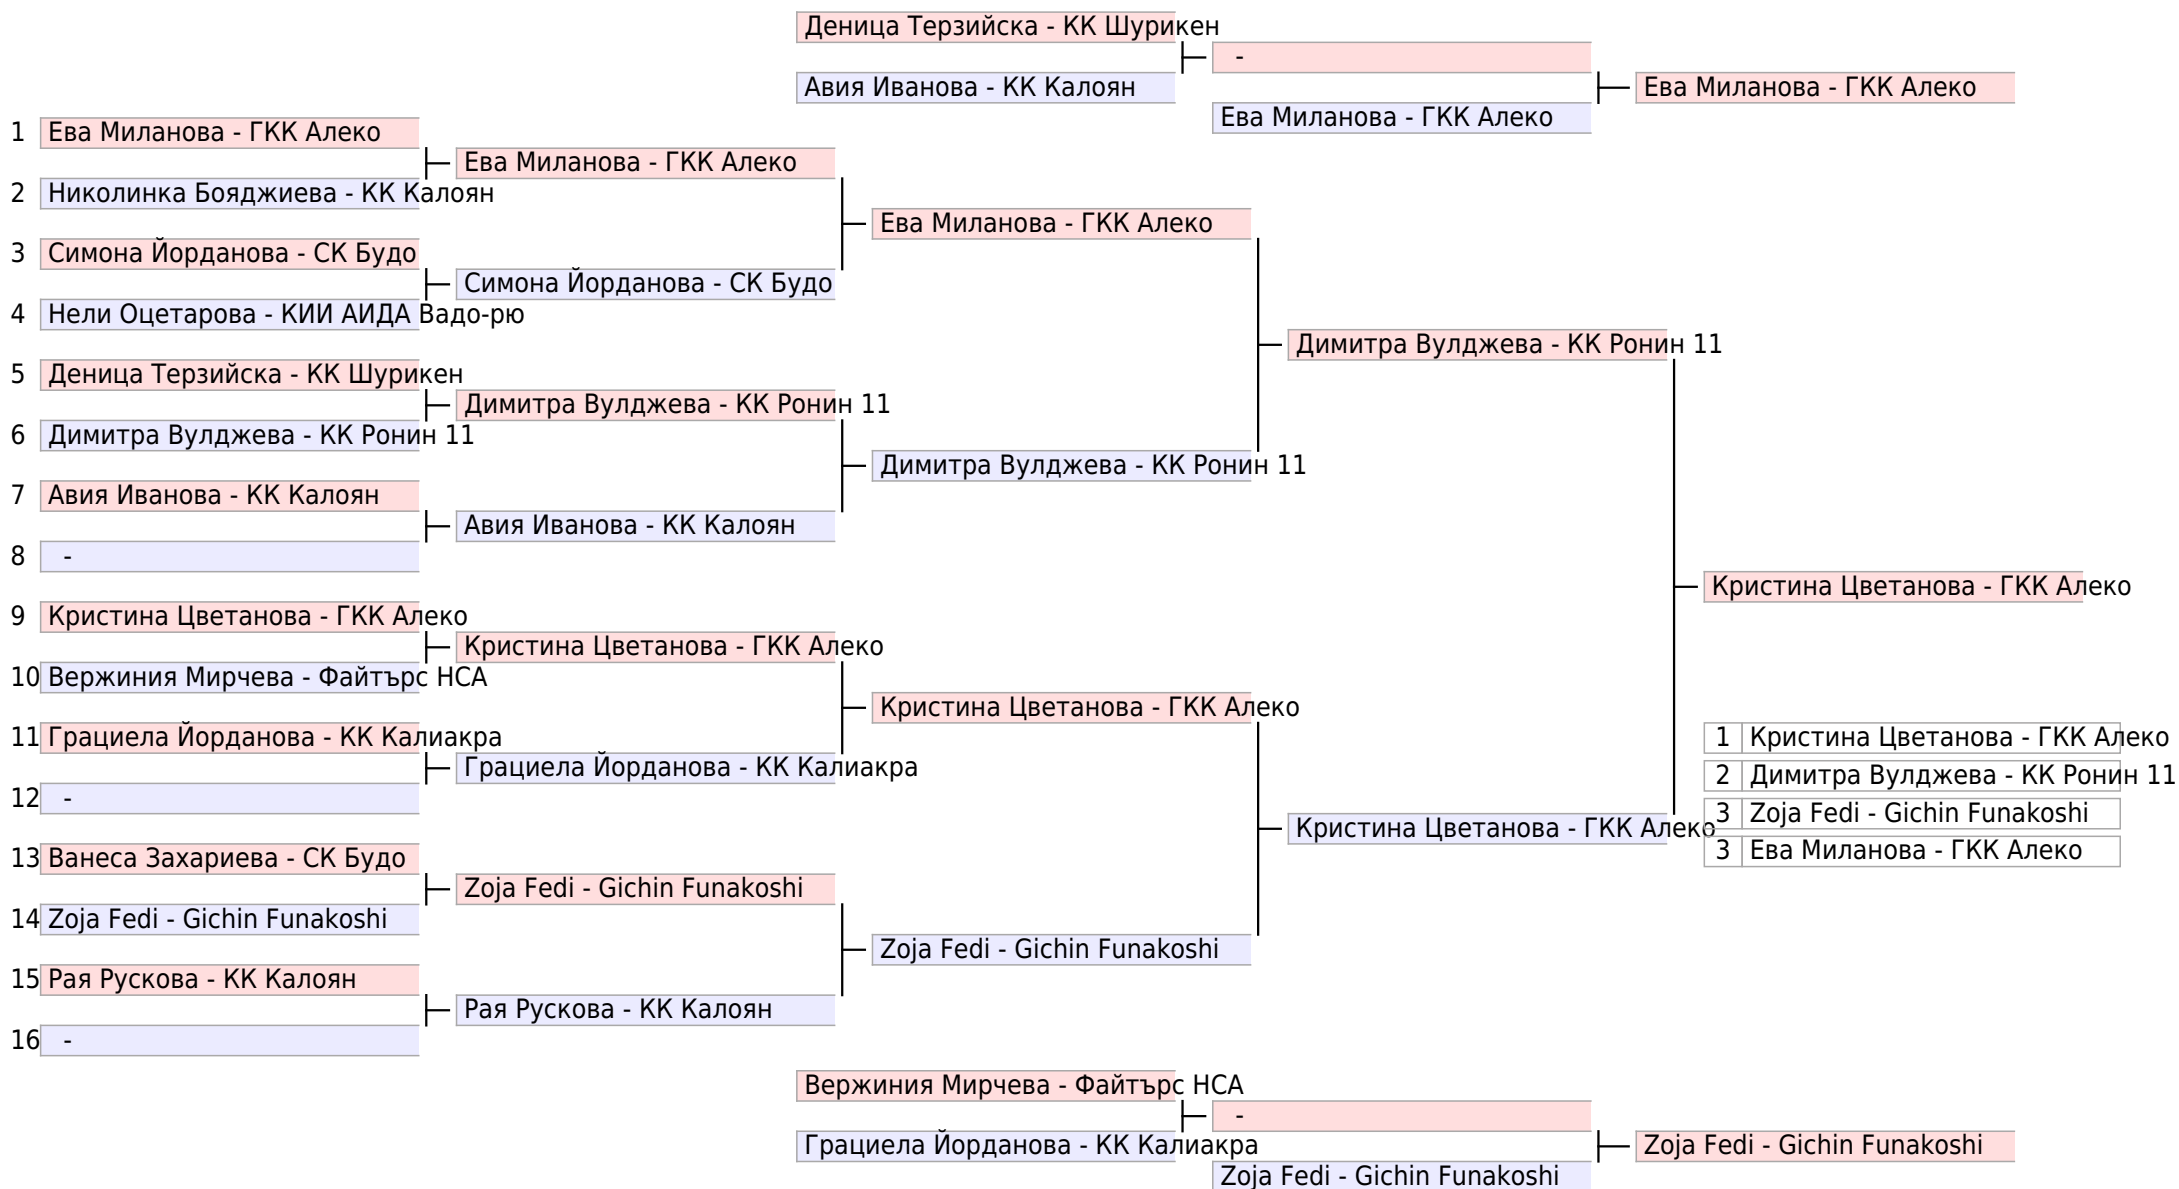 Деница Терзийска - КК Шурикен
-
Авия Иванова - КК Калоян
Ева Миланова - ГКК Алеко
Ева Миланова - ГКК Алеко
1 Ева Миланова - ГКК Алеко
Ева Миланова - ГКК Алеко
2 Николинка Бояджиева - КК Калоян
Ева Миланова - ГКК Алеко
3 Симона Йорданова - СК Будо
Симона Йорданова - СК Будо
4 Нели Оцетарова - КИИ АИДА Вадо-рю
Димитра Вулджева - КК Ронин 11
5 Деница Терзийска - КК Шурикен
Димитра Вулджева - КК Ронин 11
6 Димитра Вулджева - КК Ронин 11
Димитра Вулджева - КК Ронин 11
7 Авия Иванова - КК Калоян
Авия Иванова - КК Калоян
8 -
Кристина Цветанова - ГКК Алеко
9 Кристина Цветанова - ГКК Алеко
Кристина Цветанова - ГКК Алеко
10 Вержиния Мирчева - Файтърс НСА
Кристина Цветанова - ГКК Алеко
11 Грациела Йорданова - КК Калиакра
Грациела Йорданова - КК Калиакра
12 -
1 Кристина Цветанова - ГКК Алеко
2 Димитра Вулджева - КК Ронин 11
3 Zoja Fedi - Gichin Funakoshi
3 Ева Миланова - ГКК Алеко
Кристина Цветанова - ГКК Алеко
13 Ванеса Захариева - СК Будо
Zoja Fedi - Gichin Funakoshi
14 Zoja Fedi - Gichin Funakoshi
Zoja Fedi - Gichin Funakoshi
15 Рая Рускова - КК Калоян
Рая Рускова - КК Калоян
16 -
Вержиния Мирчева - Файтърс НСА
-
Грациела Йорданова - КК Калиакра
Zoja Fedi - Gichin Funakoshi
Zoja Fedi - Gichin Funakoshi